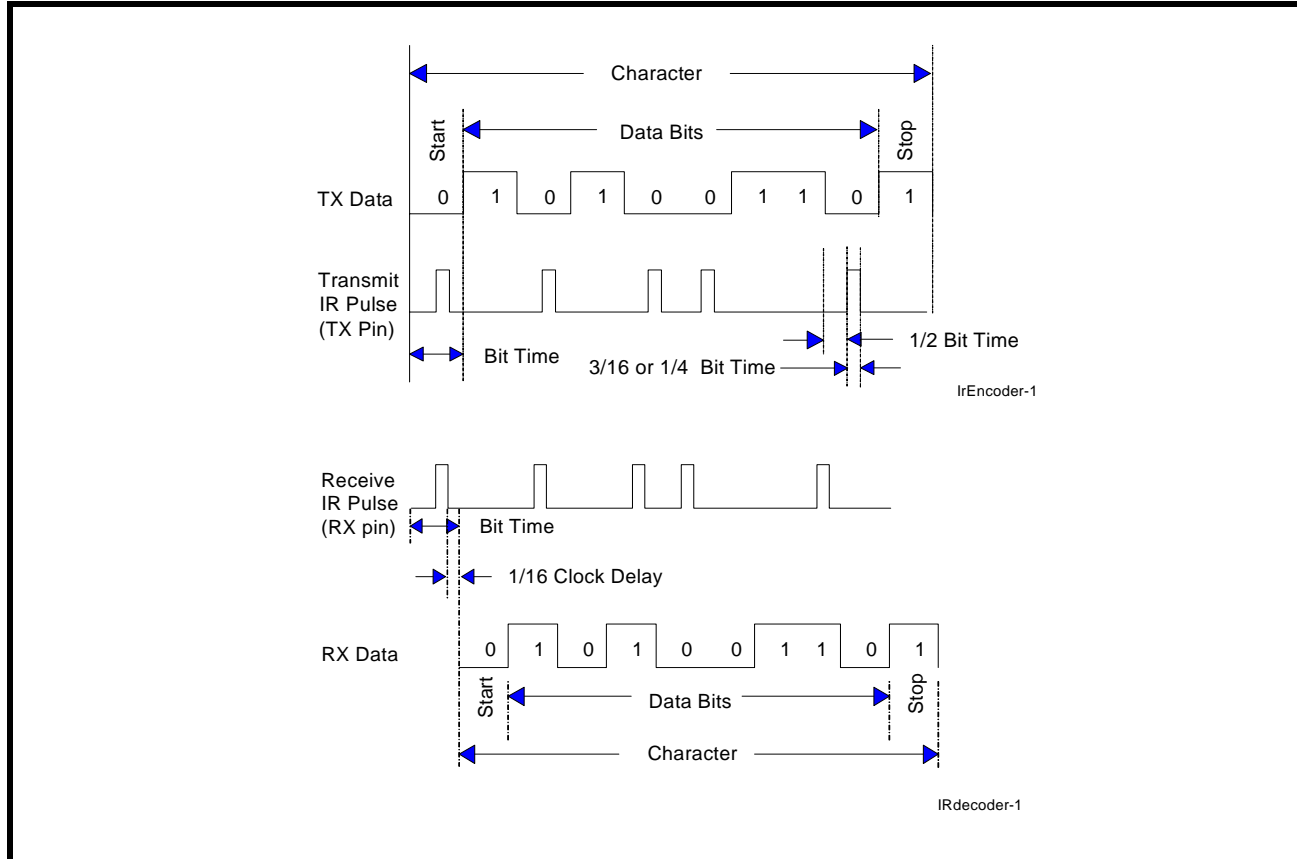 Character
Start
Data Bits
Stop
TX Data
0 1 0 1 0 0 1 1 0 1
Transmit
IR Pulse
(TX Pin)
Bit Time
1/2 Bit Time
3/16 or 1/4 Bit Time
IrEncoder-1
Receive
IR Pulse
(RX pin)
Bit Time
1/16 Clock Delay
RX Data
0 1 0 1 0 0 1 1 0 1
Start
Data Bits
Stop
Character
IRdecoder-1